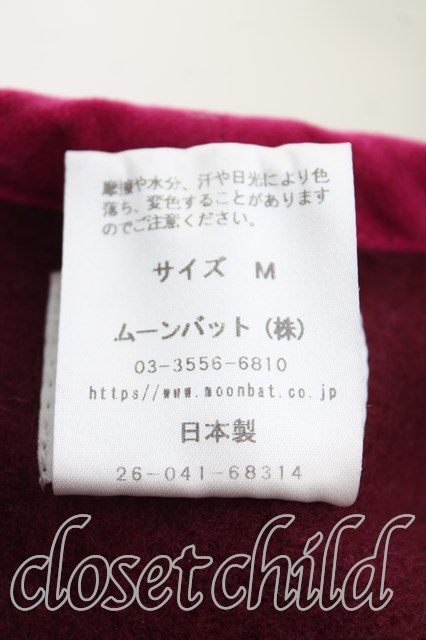 摩擦や水分、汗や日光により色
落ち、変色することがあります
のでご注意ください。
サイズ M
ムーンバット(株)
03-3556-6810
https://www.moonbat.co.jp
日本製
26-041-68314
closet child